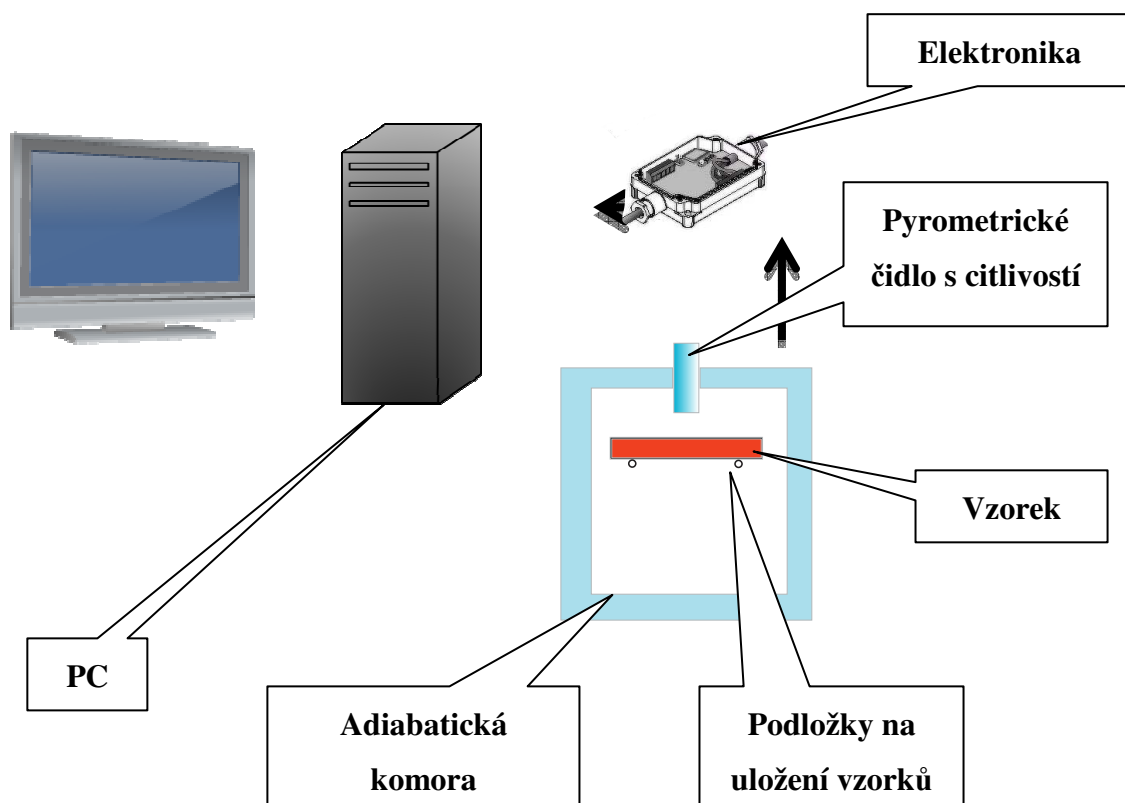 Elektronika
Pyrometrické
čidlo s citlivostí
Vzorek
PC
Adiabatická
komora
Podložky na
uložení vzorků